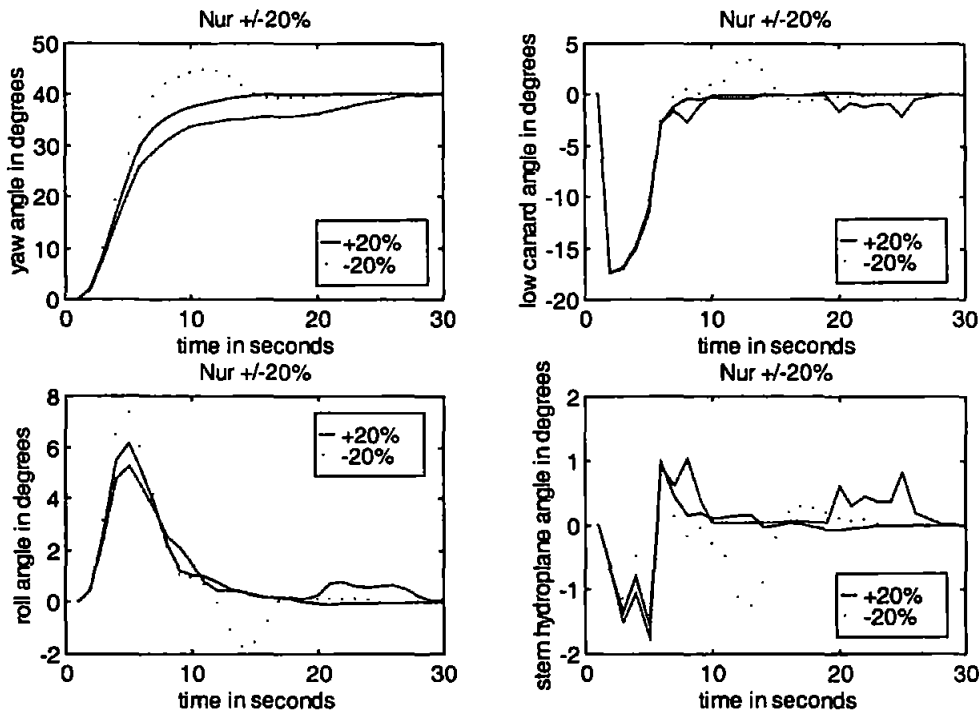 Nur +/-20%
yaw angle in degrees
50
40
30
20
10
0
+20%
-20%
0 10 20 30
time in seconds
Nur +/-20%
low canard angle in degrees
5
0
-5
-10
-15
-20
+20%
-20%
0 10 20 30
time in seconds
Nur +/-20%
roll angle in degrees
8
6
4
2
0
-2
+20%
-20%
0 10 20 30
time in seconds
Nur +/-20%
stern hydroplane angle in degrees
2
1
0
-1
-2
+20%
-20%
0 10 20 30
time in seconds